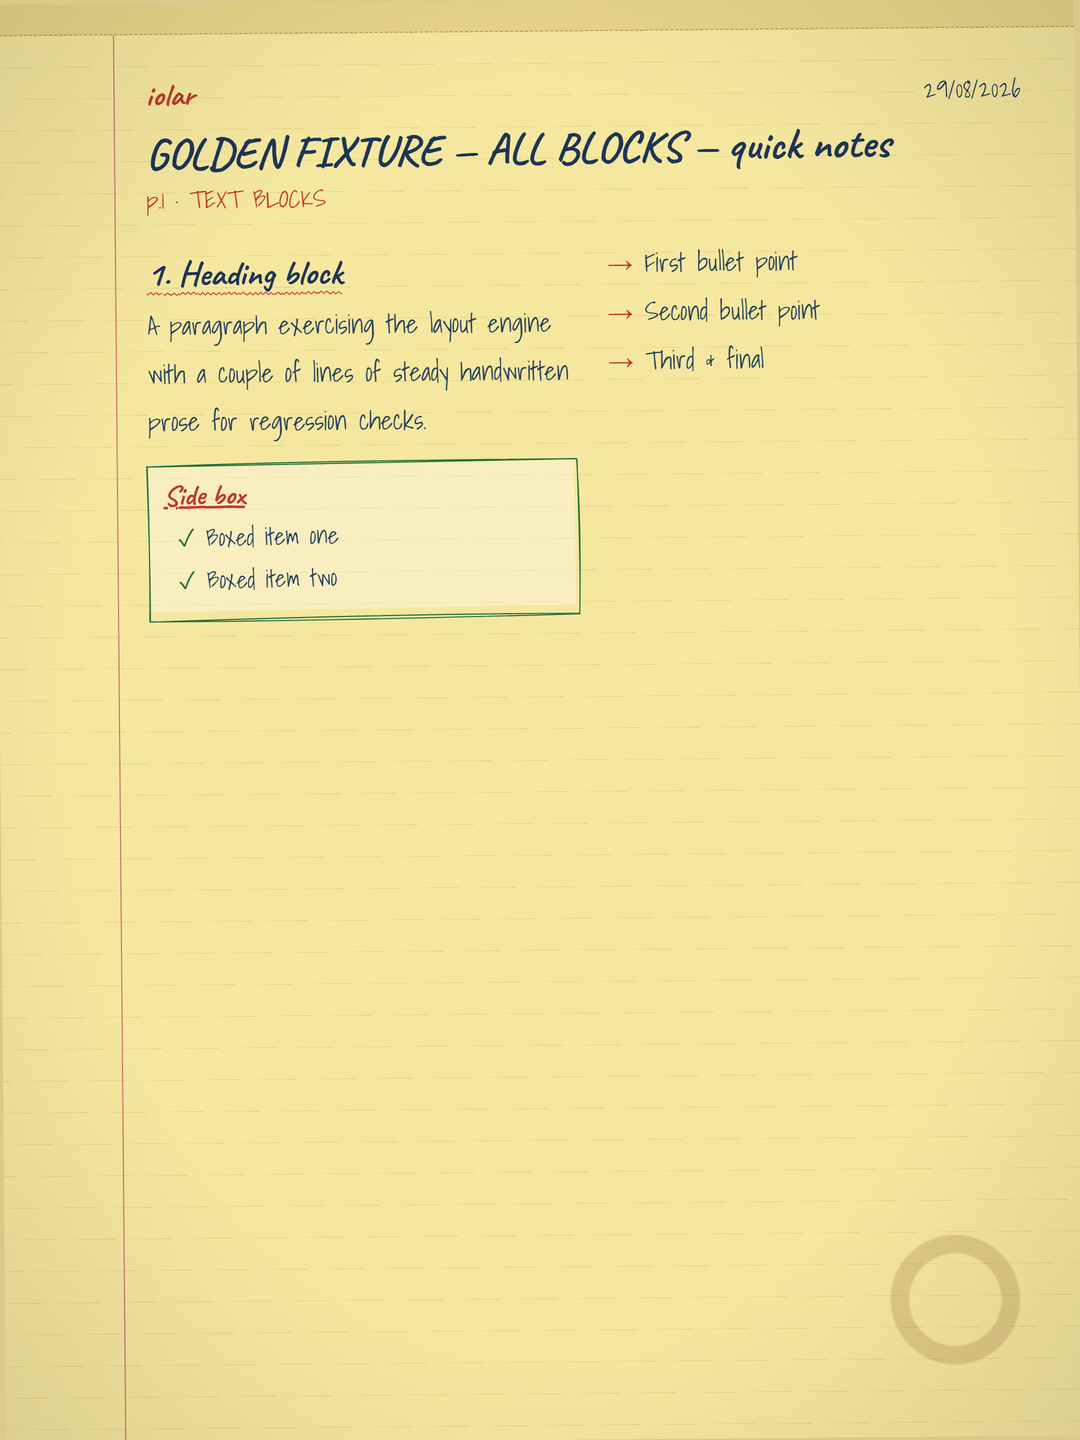 iolar
29/08/2026
GOLDEN FIXTURE – ALL BLOCKS – quick notes
p.1 · TEXT BLOCKS
1. Heading block
A paragraph exercising the layout engine
with a couple of lines of steady handwritten
prose for regression checks.
Side box
✓ Boxed item one
✓ Boxed item two
→ First bullet point
→ Second bullet point
→ Third & final